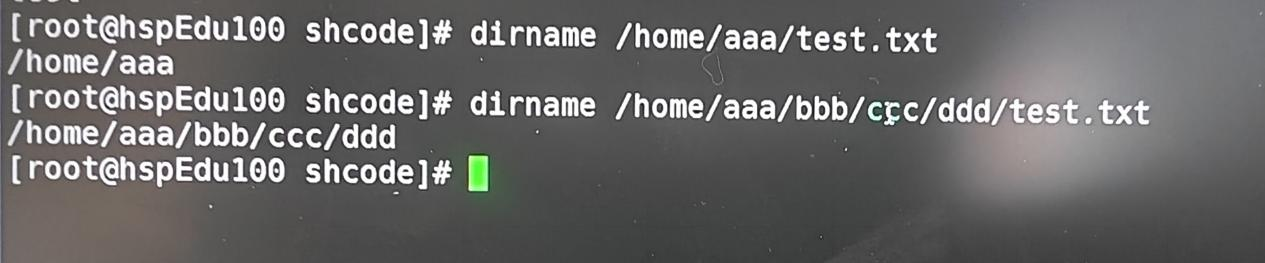 [root@hspEdu100 shcode]# dirname /home/aaa/test.txt
/home/aaa
[root@hspEdu100 shcode]# dirname /home/aaa/bbb/ccc/ddd/test.txt
/home/aaa/bbb/ccc/ddd
[root@hspEdu100 shcode]#